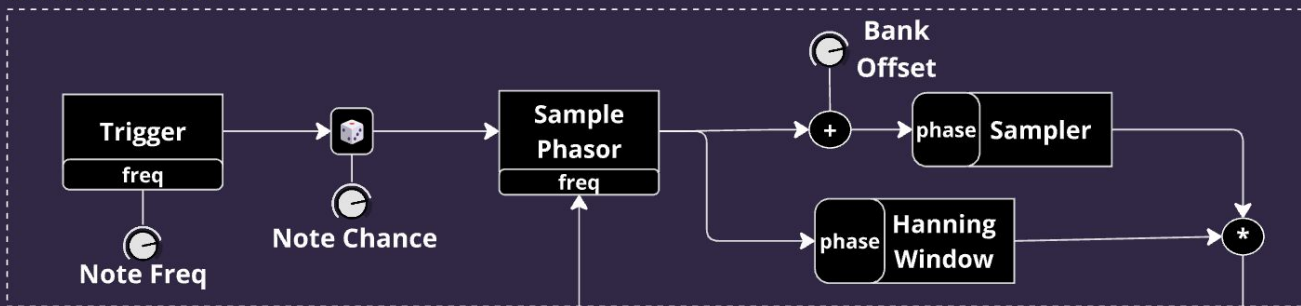 Bank
Offset
Trigger
freq
Note Freq
Note Chance
Sample
Phasor
freq
+
phase
Sampler
phase
Hanning
Window
*